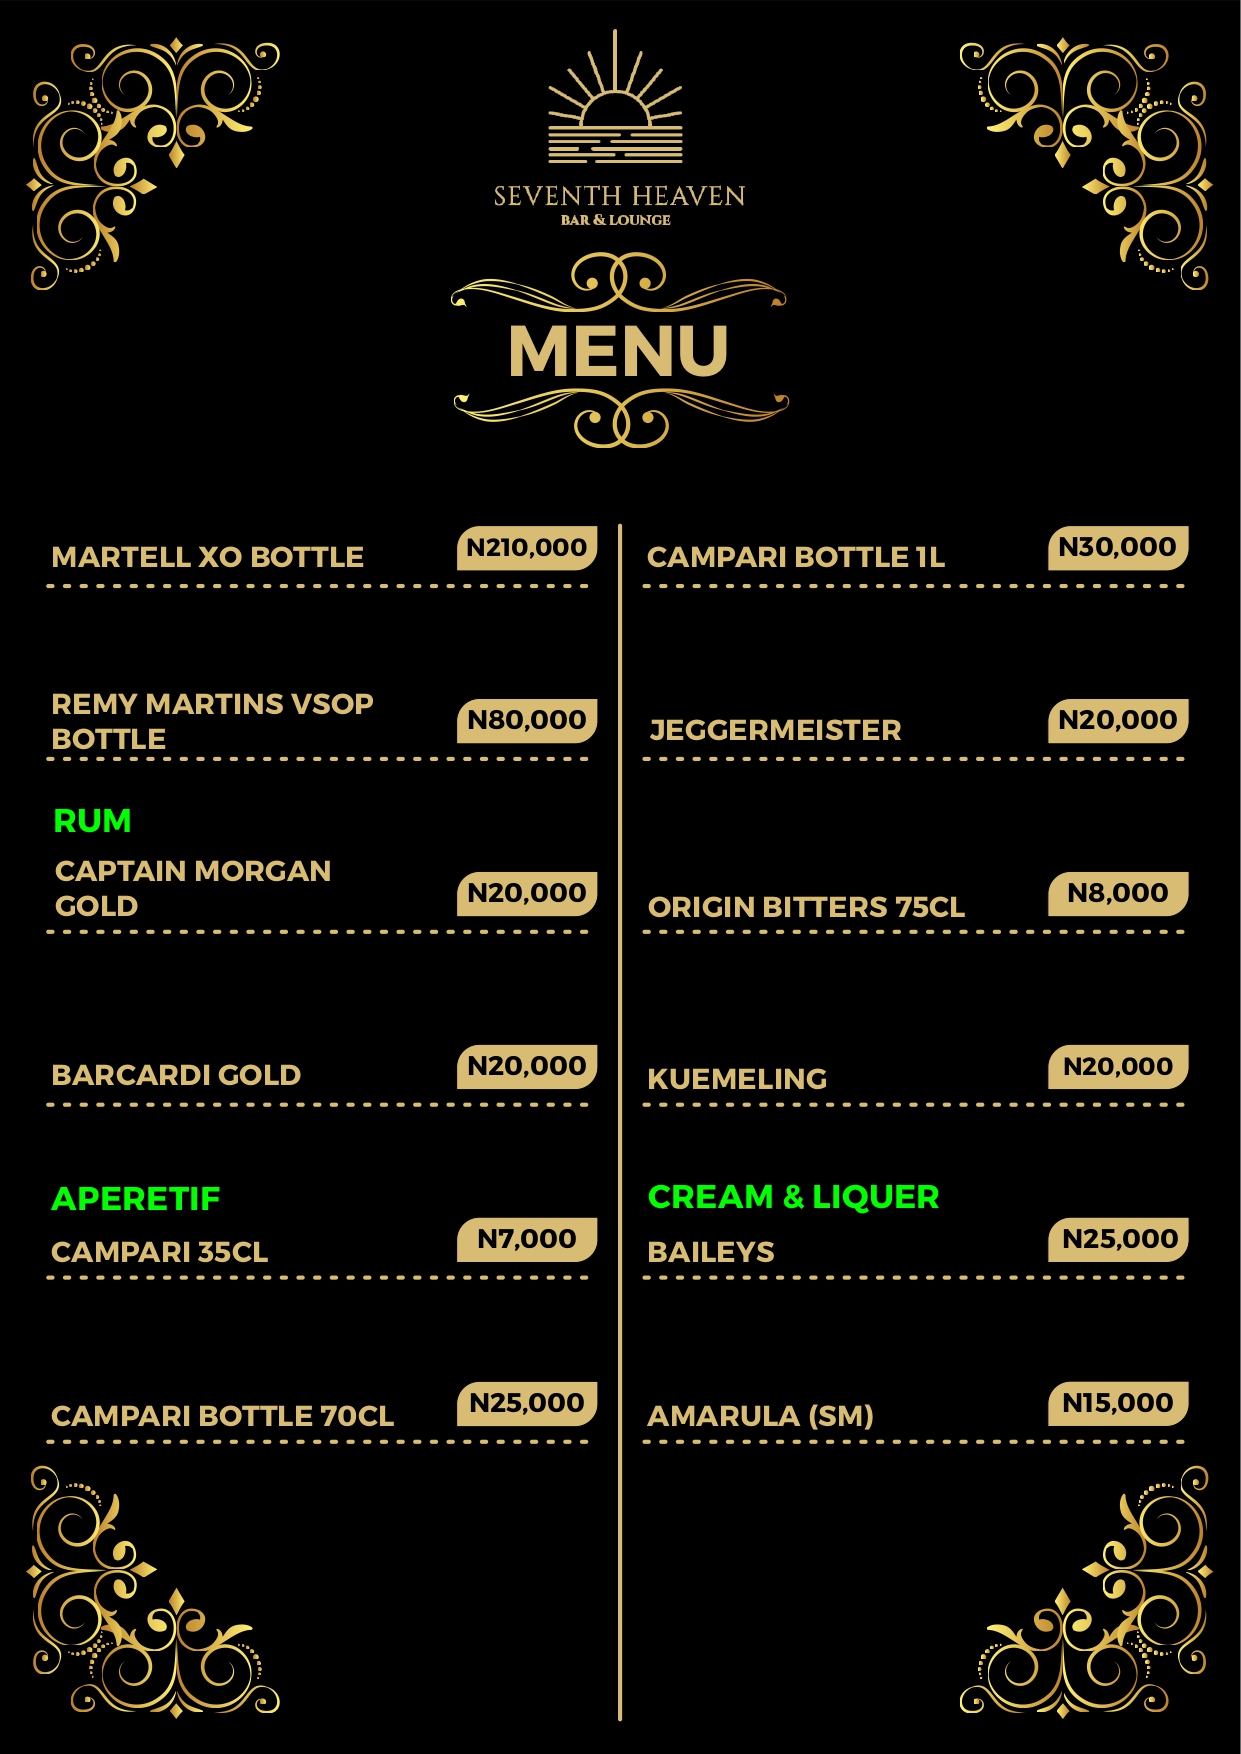 SEVENTH HEAVEN
BAR & LOUNGE
MENU
MARTELL XO BOTTLE N210,000
REMY MARTINS VSOP
BOTTLE N80,000
RUM
CAPTAIN MORGAN
GOLD N20,000
BARCARDI GOLD N20,000
APERETIF
CAMPARI 35CL N7,000
CAMPARI BOTTLE 70CL N25,000
CAMPARI BOTTLE 1L N30,000
JEGGERMEISTER N20,000
ORIGIN BITTERS 75CL N8,000
KUEMELING N20,000
CREAM & LIQUER
BAILEYS N25,000
AMARULA (SM) N15,000